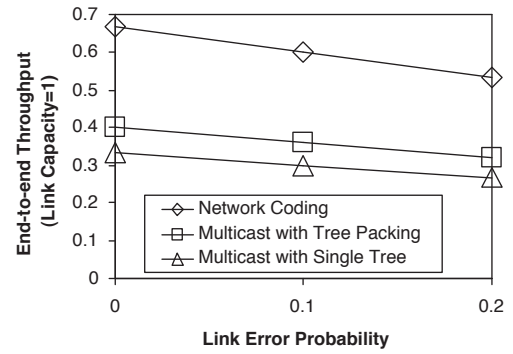 End-to-end Throughput
(Link Capacity=1)
0.7
0.6
0.5
0.4
0.3
0.2
0.1
0
Network Coding
Multicast with Tree Packing
Multicast with Single Tree
0
0.1
0.2
Link Error Probability